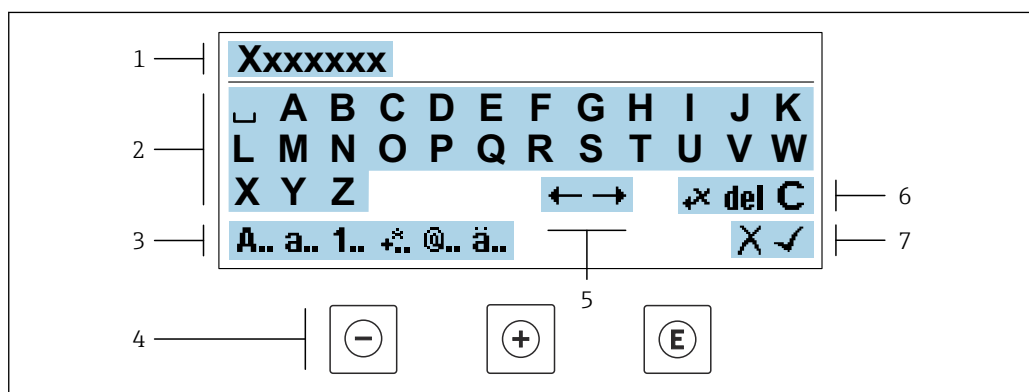 1 Xxxxxxx
␣ A B C D E F G H I J K
2 L M N O P Q R S T U V W
X Y Z ← → ⁺× del C 6
3 A.. a.. 1.. +*.. @.. ä.. X ✓ 7
5
4 − + E